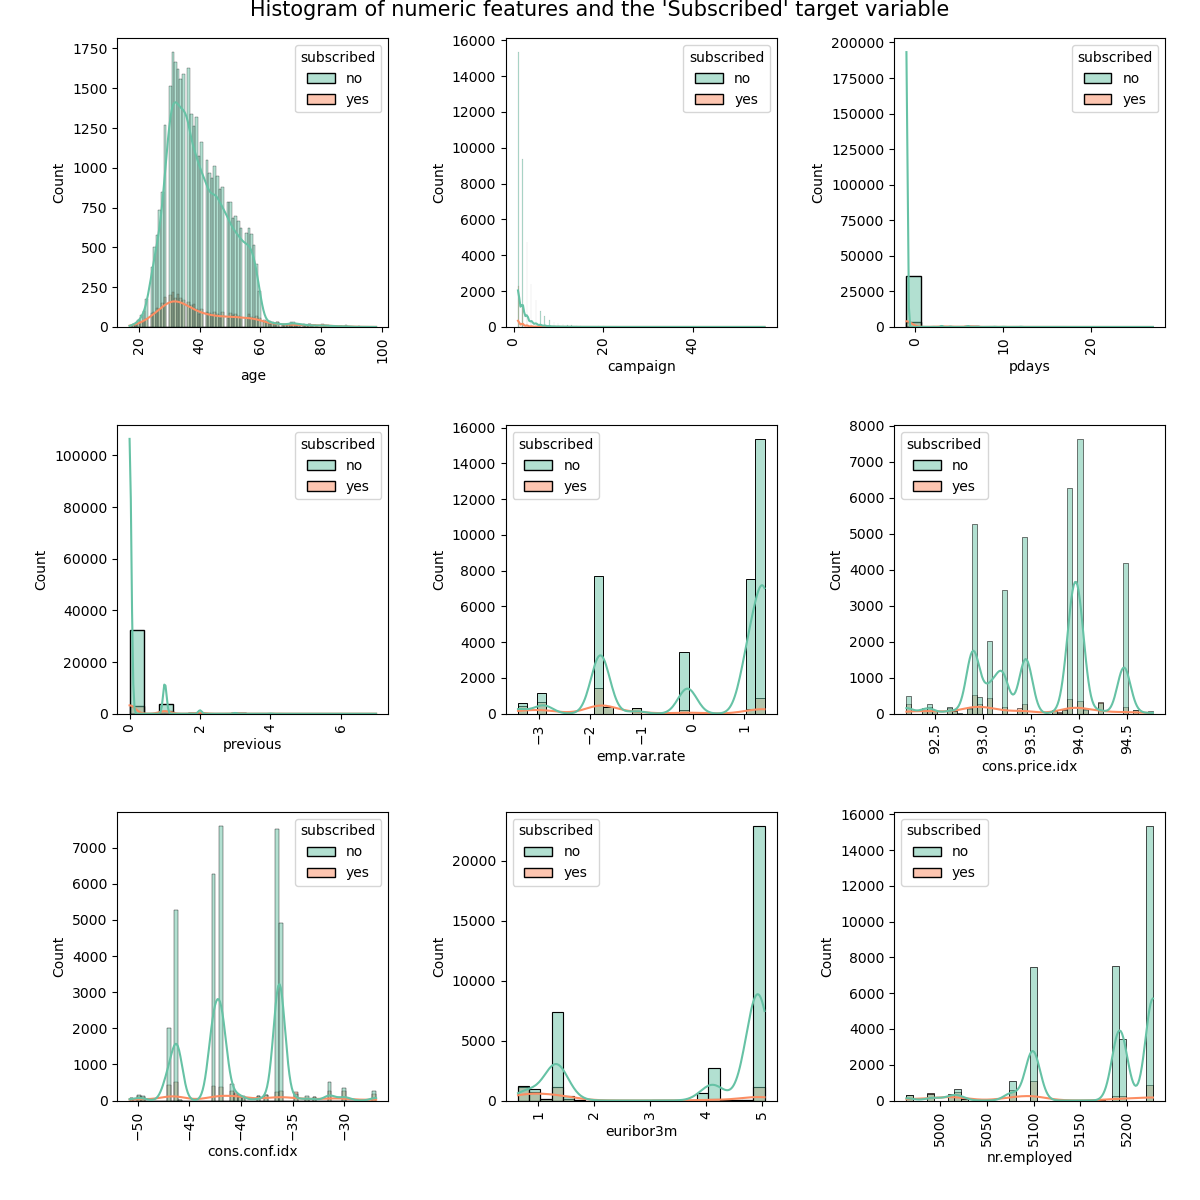 Histogram of numeric features and the 'Subscribed' target variable
1750
1500
1250
1000
750
500
250
0
Count
subscribed
no
yes
20
40
60
80
100
age
16000
14000
12000
10000
8000
6000
4000
2000
0
Count
subscribed
no
yes
0
20
40
campaign
200000
175000
150000
125000
100000
75000
50000
25000
0
Count
subscribed
no
yes
0
10
20
pdays
100000
80000
60000
40000
20000
0
Count
subscribed
no
yes
0
2
4
6
previous
16000
14000
12000
10000
8000
6000
4000
2000
0
Count
subscribed
no
yes
−3
−2
−1
0
1
emp.var.rate
8000
7000
6000
5000
4000
3000
2000
1000
0
Count
subscribed
no
yes
92.5
93.0
93.5
94.0
94.5
cons.price.idx
7000
6000
5000
4000
3000
2000
1000
0
Count
subscribed
no
yes
−50
−45
−40
−35
−30
cons.conf.idx
20000
15000
10000
5000
0
Count
subscribed
no
yes
1
2
3
4
5
euribor3m
16000
14000
12000
10000
8000
6000
4000
2000
0
Count
subscribed
no
yes
5000
5050
5100
5150
5200
nr.employed